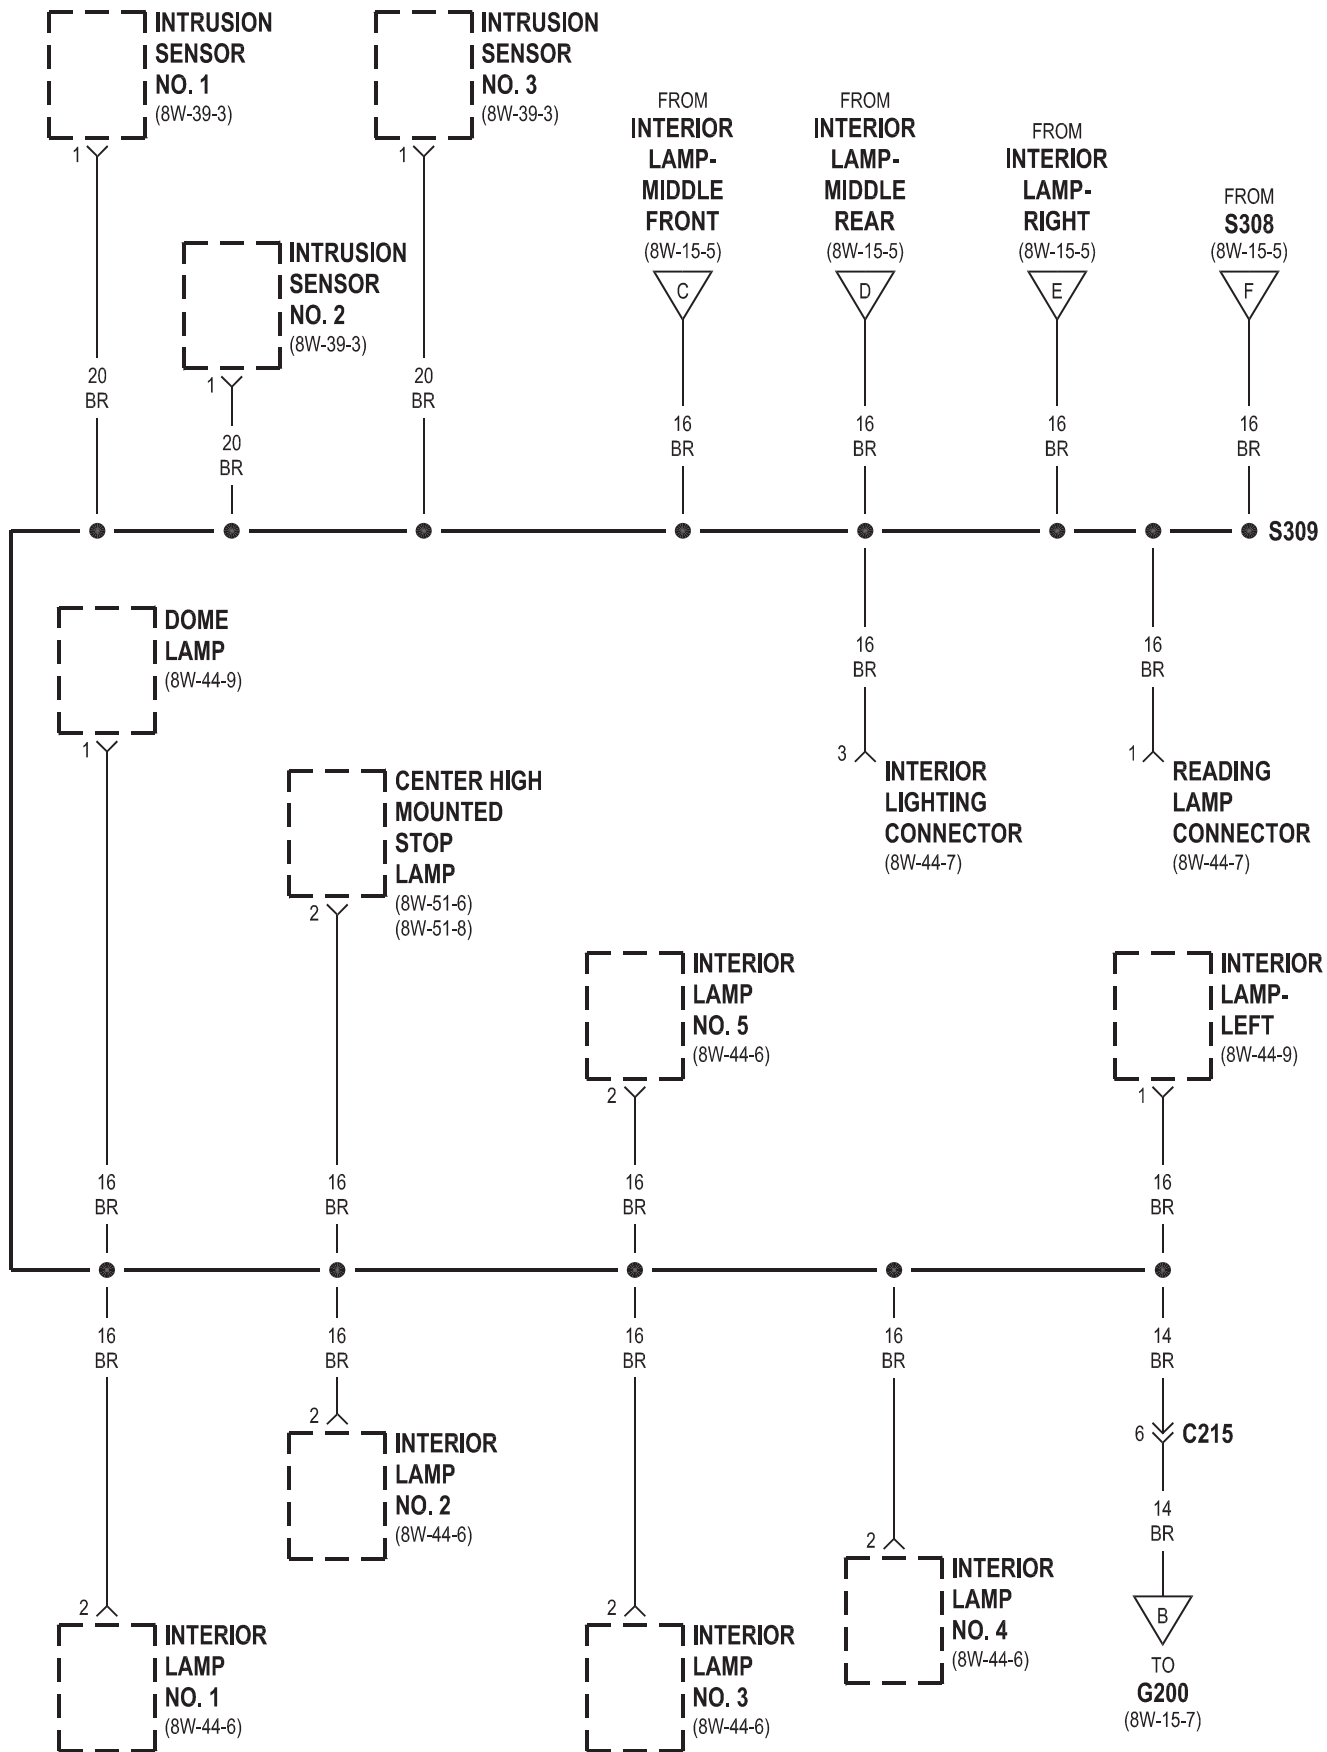 INTRUSION
SENSOR
NO. 1
(8W-39-3)
1
20
BR
INTRUSION
SENSOR
NO. 2
(8W-39-3)
1
20
BR
INTRUSION
SENSOR
NO. 3
(8W-39-3)
1
20
BR
FROM
INTERIOR
LAMP-
MIDDLE
FRONT
(8W-15-5)
C
16
BR
FROM
INTERIOR
LAMP-
MIDDLE
REAR
(8W-15-5)
D
16
BR
FROM
INTERIOR
LAMP-
RIGHT
(8W-15-5)
E
16
BR
FROM
S308
(8W-15-5)
F
16
BR
S309
DOME
LAMP
(8W-44-9)
1
16
BR
CENTER HIGH
MOUNTED
STOP
LAMP
(8W-51-6)
(8W-51-8)
2
16
BR
16
BR
3
INTERIOR
LIGHTING
CONNECTOR
(8W-44-7)
16
BR
1
READING
LAMP
CONNECTOR
(8W-44-7)
INTERIOR
LAMP
NO. 5
(8W-44-6)
2
16
BR
INTERIOR
LAMP-
LEFT
(8W-44-9)
1
16
BR
16
BR
2
INTERIOR
LAMP
NO. 1
(8W-44-6)
16
BR
2
INTERIOR
LAMP
NO. 2
(8W-44-6)
16
BR
2
INTERIOR
LAMP
NO. 3
(8W-44-6)
16
BR
2
INTERIOR
LAMP
NO. 4
(8W-44-6)
14
BR
6
C215
14
BR
B
TO
G200
(8W-15-7)